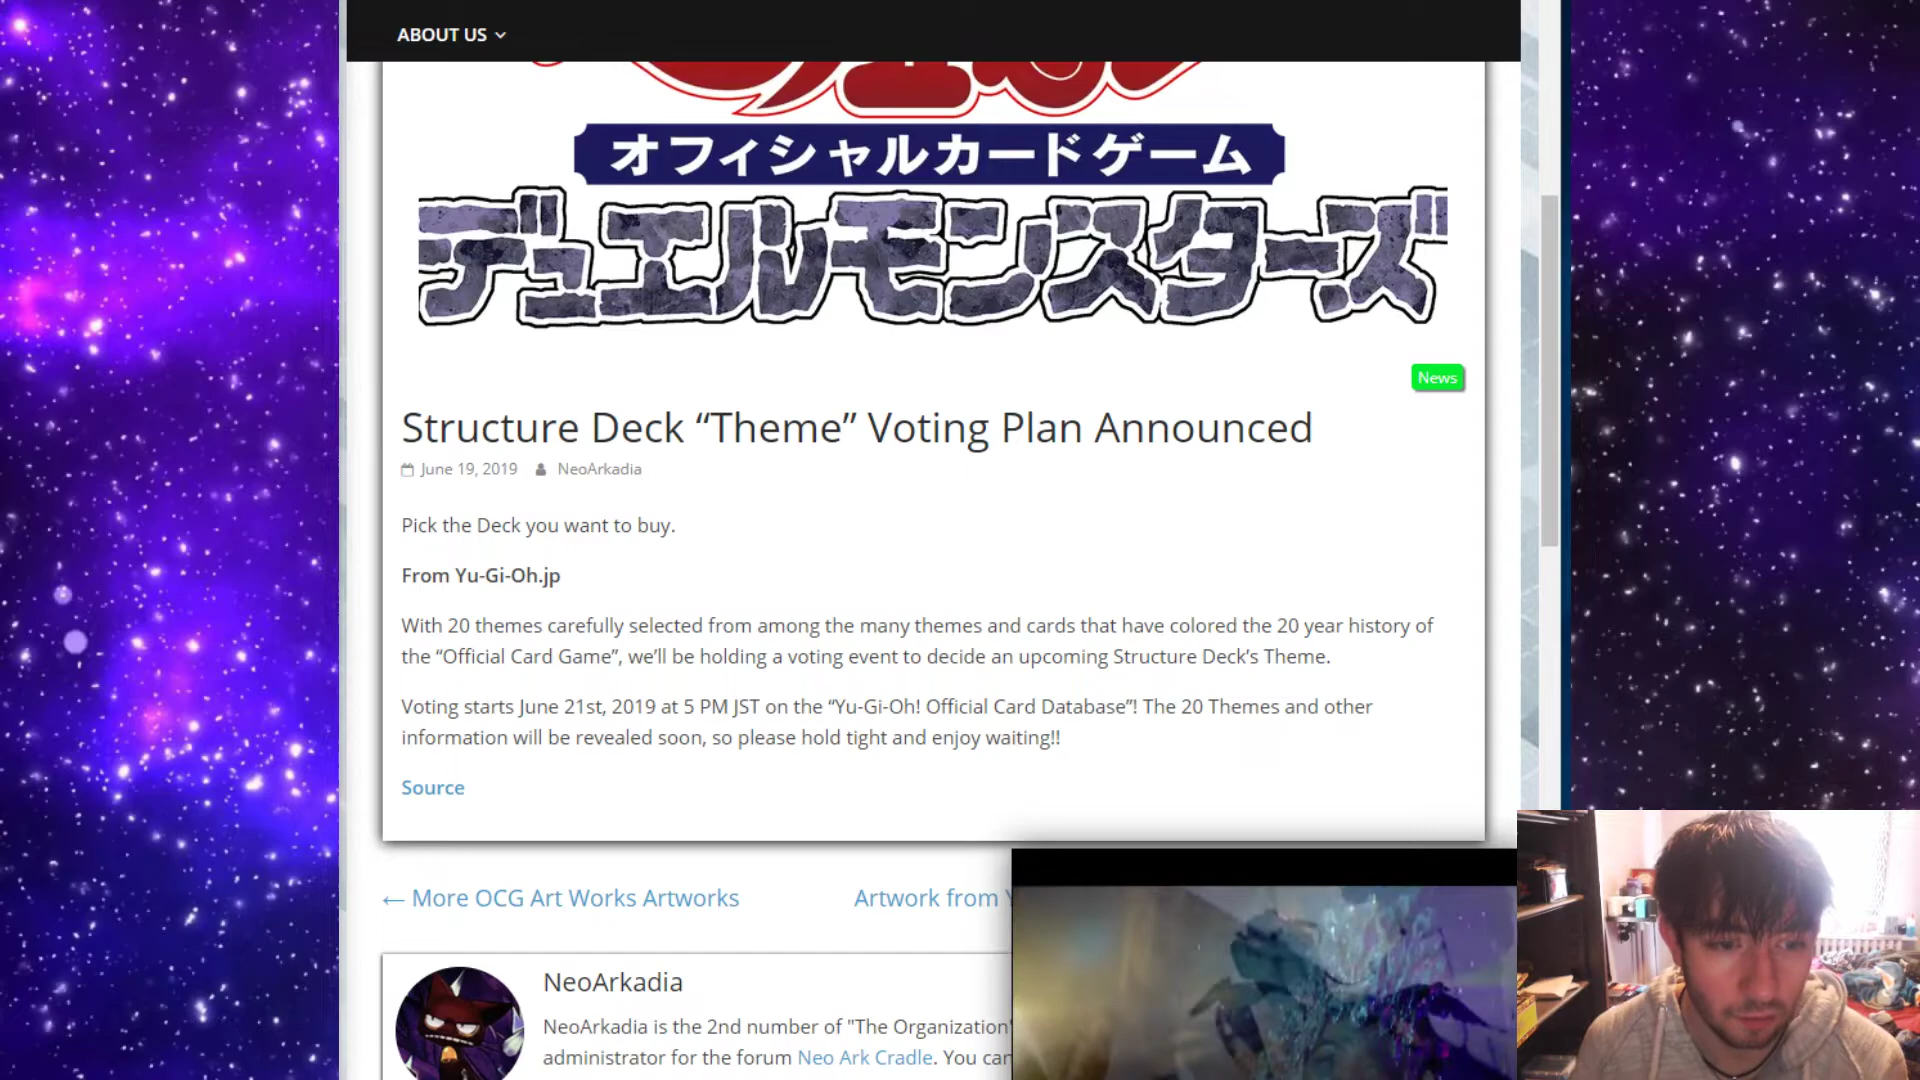 ABOUT US
オフィシャルカードゲーム
デュエルモンスターズ
News
Structure Deck “Theme” Voting Plan Announced
June 19, 2019 NeoArkadia
Pick the Deck you want to buy.
From Yu-Gi-Oh.jp
With 20 themes carefully selected from among the many themes and cards that have colored the 20 year history of
the “Official Card Game”, we’ll be holding a voting event to decide an upcoming Structure Deck’s Theme.
Voting starts June 21st, 2019 at 5 PM JST on the “Yu-Gi-Oh! Official Card Database”! The 20 Themes and other
information will be revealed soon, so please hold tight and enjoy waiting!!
Source
← More OCG Art Works Artworks
Artwork from
NeoArkadia
NeoArkadia is the 2nd number of "The Organization"
administrator for the forum Neo Ark Cradle. You can